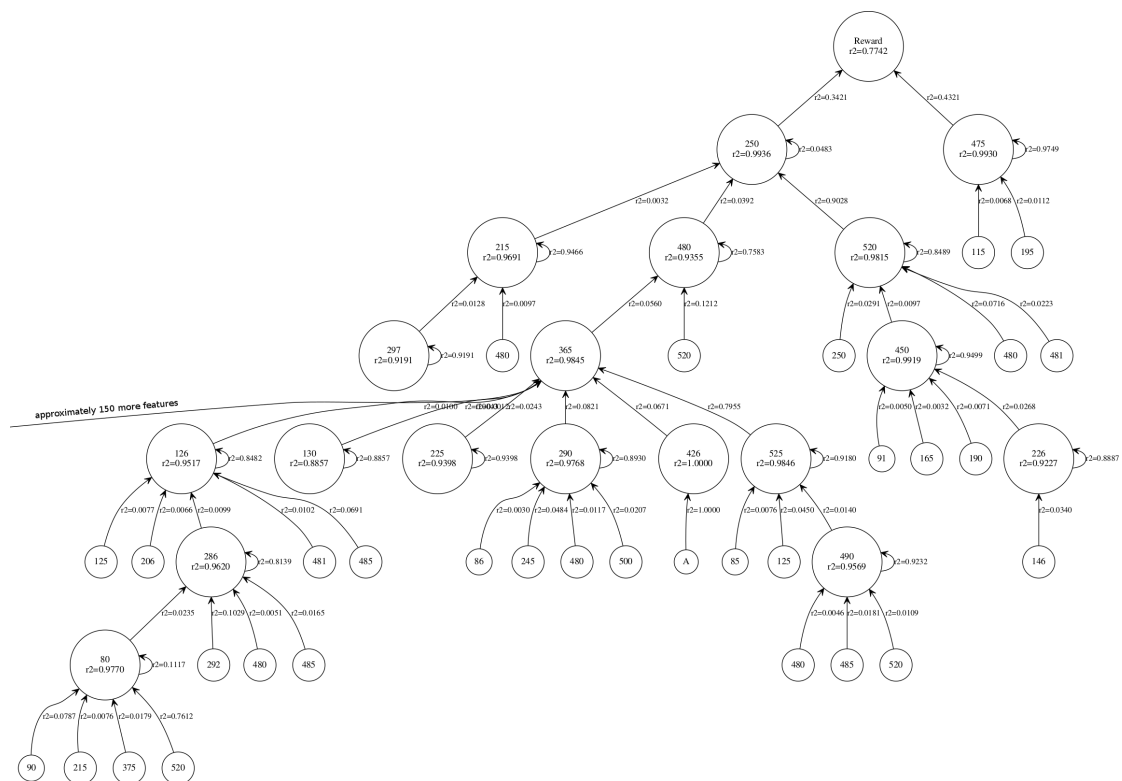 Reward
r2=0.7742
r2=0.3421
r2=0.4321
250
r2=0.9936
r2=0.0483
475
r2=0.9930
r2=0.9749
r2=0.0032
r2=0.0392
r2=0.9028
r2=0.0068
r2=0.0112
215
r2=0.9691
r2=0.9466
480
r2=0.9355
r2=0.7583
520
r2=0.9815
r2=0.8489
115
195
r2=0.0128
r2=0.0097
r2=0.0560
r2=0.1212
r2=0.0291
r2=0.0097
r2=0.0716
r2=0.0223
297
r2=0.9191
r2=0.9191
480
365
r2=0.9845
520
250
450
r2=0.9919
r2=0.9499
480
481
approximately 150 more features
r2=0.0100
r2=0.0243
r2=0.0821
r2=0.0671
r2=0.7955
r2=0.0050
r2=0.0032
r2=0.0071
r2=0.0268
126
r2=0.9517
r2=0.8482
130
r2=0.8857
r2=0.8857
225
r2=0.9398
r2=0.9398
290
r2=0.9768
r2=0.8930
426
r2=1.0000
525
r2=0.9846
r2=0.9180
91
165
190
226
r2=0.9227
r2=0.8887
r2=0.0077
r2=0.0066
r2=0.0099
r2=0.0102
r2=0.0691
r2=0.0030
r2=0.0484
r2=0.0117
r2=0.0207
r2=1.0000
r2=0.0076
r2=0.0450
r2=0.0140
r2=0.0340
125
206
286
r2=0.9620
r2=0.8139
481
485
86
245
480
500
A
85
125
490
r2=0.9569
r2=0.9232
146
r2=0.0235
r2=0.1029
r2=0.0051
r2=0.0165
r2=0.0046
r2=0.0181
r2=0.0109
80
r2=0.9770
r2=0.1117
292
480
485
480
485
520
r2=0.0787
r2=0.0076
r2=0.0179
r2=0.7612
90
215
375
520